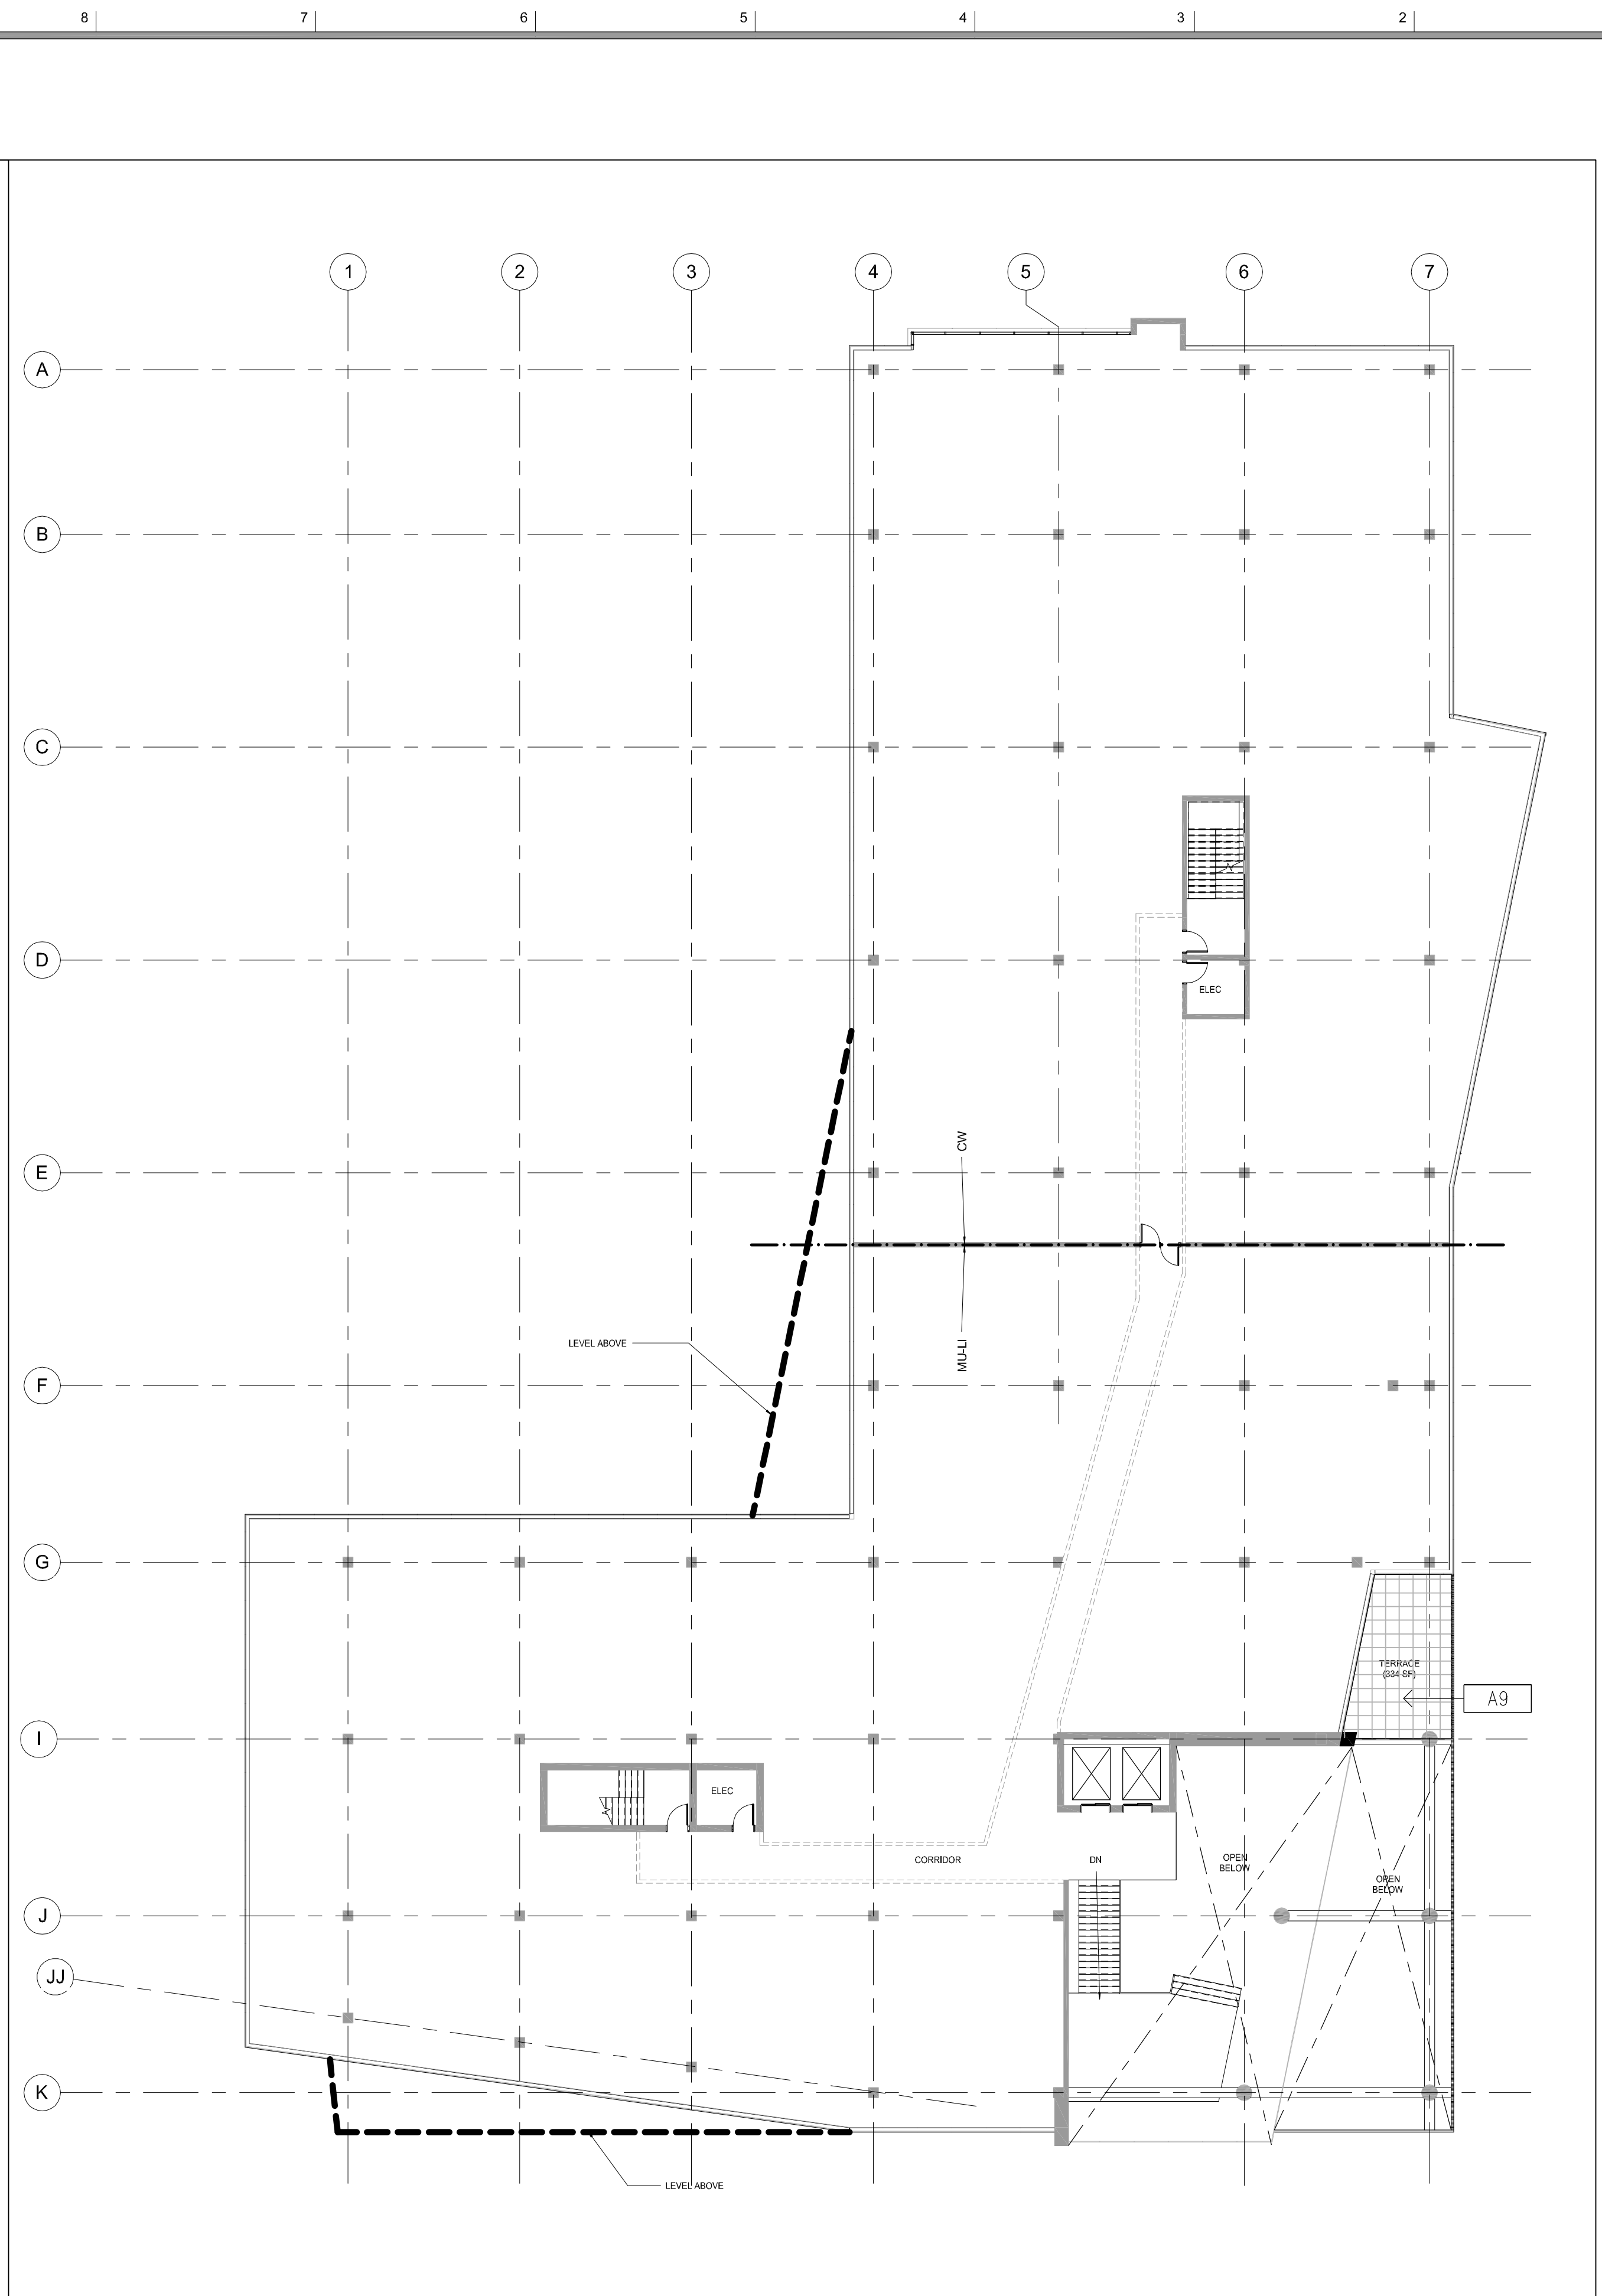 8 7 6 5 4 3 2
1 2 3 4 5 6 7
A
B
C
D
ELEC
CW
E
LEVEL ABOVE
MU-LI
F
G
TERRACE
(334 SF)
A9
I
ELEC
CORRIDOR
DN
OPEN
BELOW
OPEN
BELOW
J
JJ
K
LEVEL ABOVE